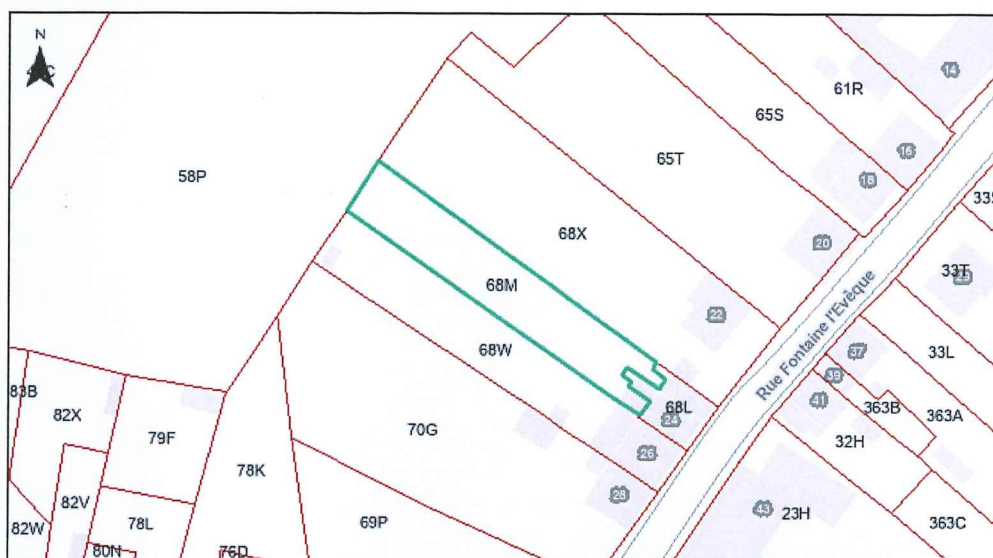 N
14
61R
65S
16
65T
18
58P
33S
68X
20
33T
29
68M
22
Rue Fontaine l'Evêque
37
33L
68W
39
83B
82X
68L
41
363B
363A
24
70G
79F
32H
26
78K
28
82V
43
23H
82W
78L
69P
363C
80N
76D